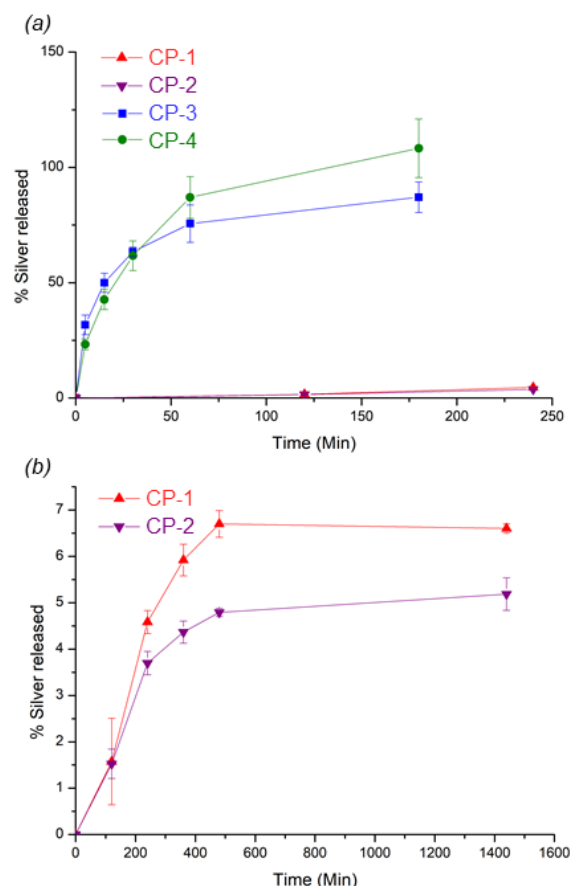 (a)
150
100
50
0
% Silver released
CP-1
CP-2
CP-3
CP-4
0 50 100 150 200 250
Time (Min)
(b)
7
6
5
4
3
2
1
0
% Silver released
CP-1
CP-2
0 200 400 600 800 1000 1200 1400 1600
Time (Min)